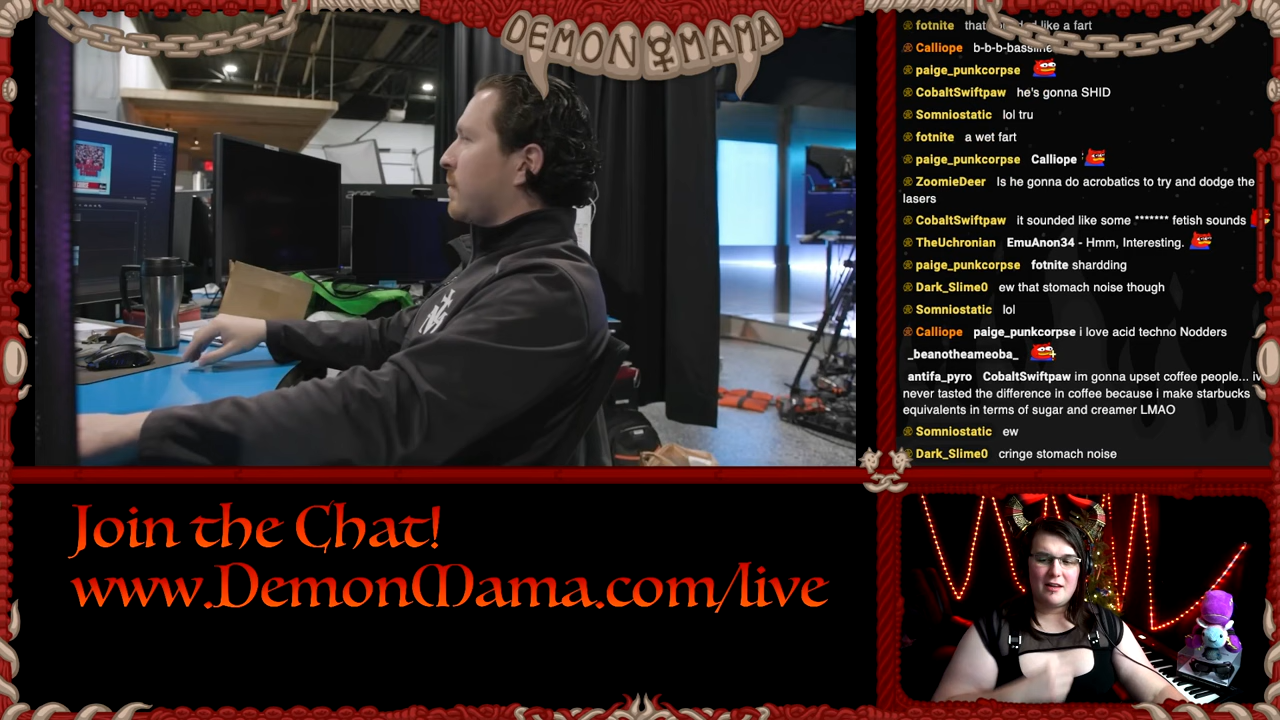 DEMON MAMA
fotnite that like a fart
Calliope b-b-b-bassline
paige_punkcorpse
CobaltSwiftpaw he's gonna SHID
Somniostatic lol tru
fotnite a wet fart
paige_punkcorpse Calliope
ZoomieDeer Is he gonna do acrobatics to try and dodge the
lasers
CobaltSwiftpaw it sounded like some ******* fetish sounds
TheUchronian EmuAnon34 - Hmm, Interesting.
paige_punkcorpse fotnite shardding
Dark_Slime0 ew that stomach noise though
Somniostatic lol
Calliope paige_punkcorpse i love acid techno Nodders
_beanotheameoba_
antifa_pyro CobaltSwiftpaw im gonna upset coffee people... iv
never tasted the difference in coffee because i make starbucks
equivalents in terms of sugar and creamer LMAO
Somniostatic ew
Dark_Slime0 cringe stomach noise
Join the Chat!
www.DemonMama.com/live